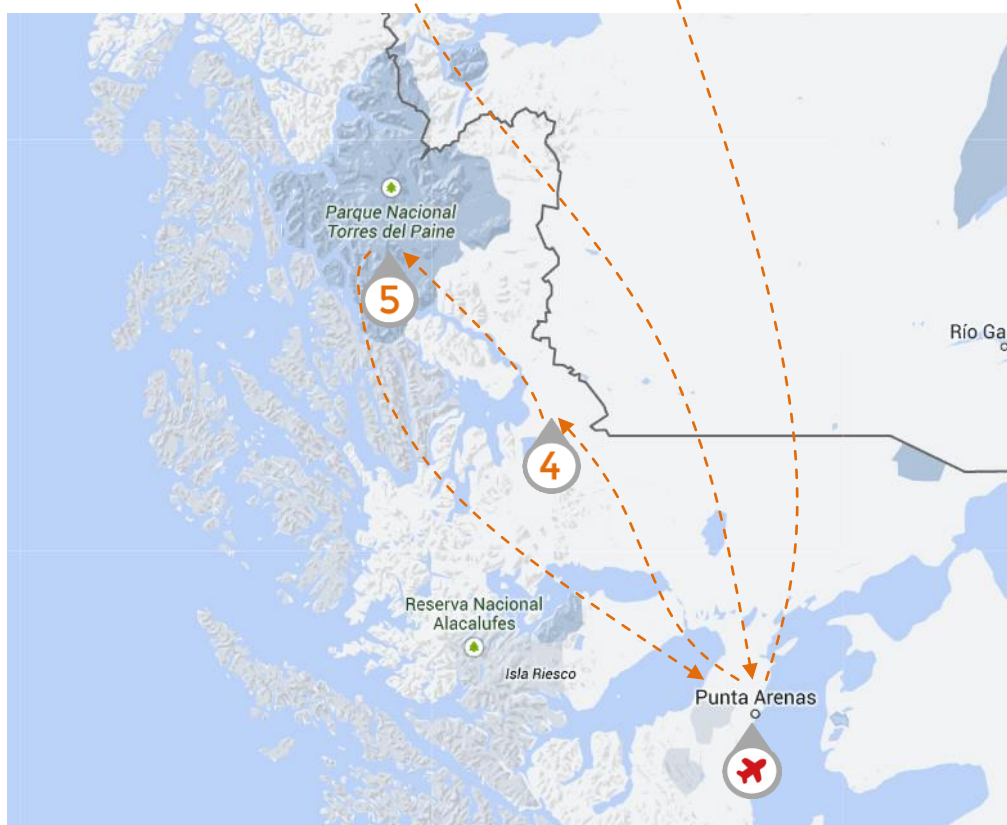 Parque Nacional
Torres del Paine
5
Río Ga
4
Reserva Nacional
Alacalufes
Isla Riesco
Punta Arenas